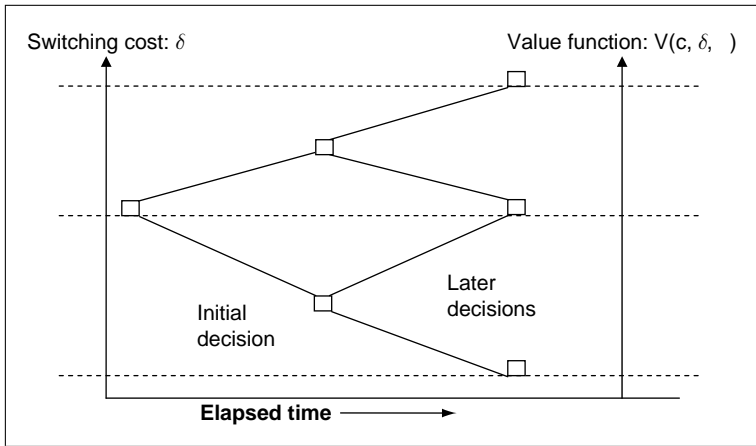 Switching cost: δ
Value function: V(c, δ, )
Initial
decision
Later
decisions
Elapsed time